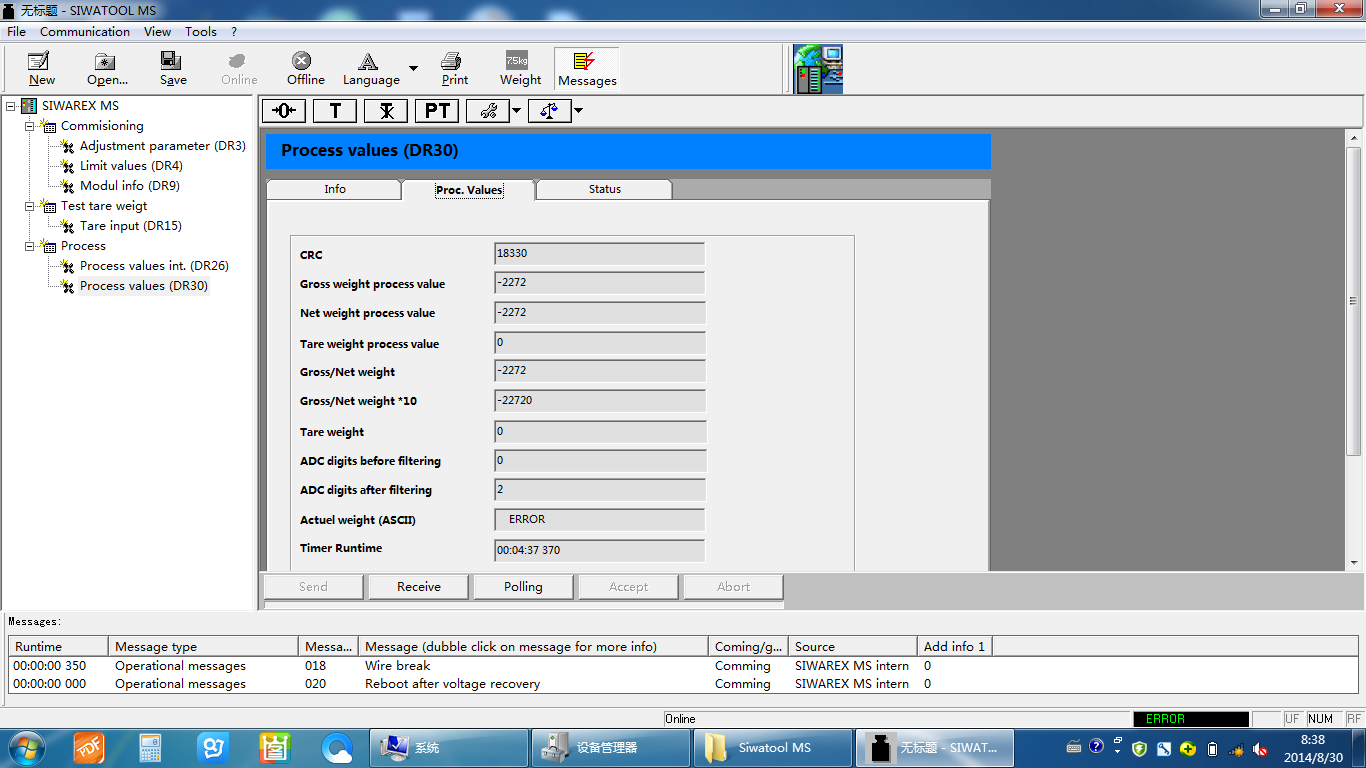 无标题 - SIWATOOL MS
File Communication View Tools ?
New Open... Save Online Offline Language Print 7.5kg Weight Messages
SIWAREX MS
Commisioning
Adjustment parameter (DR3)
Limit values (DR4)
Modul info (DR9)
Test tare weigt
Tare input (DR15)
Process
Process values int. (DR26)
Process values (DR30)
→0← T PT
Process values (DR30)
Info Proc. Values Status
CRC 18330
Gross weight process value -2272
Net weight process value -2272
Tare weight process value 0
Gross/Net weight -2272
Gross/Net weight *10 -22720
Tare weight 0
ADC digits before filtering 0
ADC digits after filtering 2
Actuel weight (ASCII) ERROR
Timer Runtime 00:04:37 370
Send Receive Polling Accept Abort
Messages:
Runtime Message type Messa... Message (dubble click on message for more info) Coming/g... Source Add info 1
00:00:00 350 Operational messages 018 Wire break Comming SIWAREX MS intern 0
00:00:00 000 Operational messages 020 Reboot after voltage recovery Comming SIWAREX MS intern 0
Online ERROR UF NUM RF
PDF 系统 设备管理器 Siwatool MS 无标题 - SIWAT... 8:38
2014/8/30